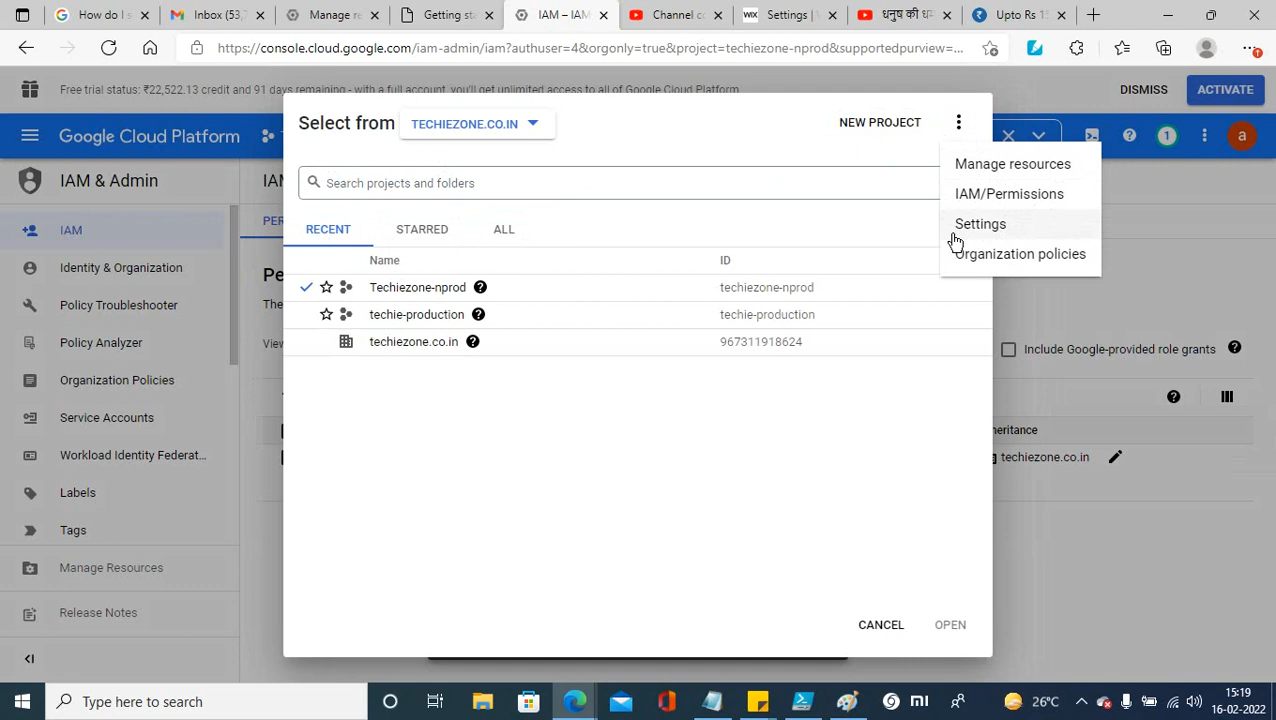 How do I s
Inbox (53,7
Manage re
Getting sta
IAM – IAM
Channel co
WIX Settings | W
धनुष की ध
Upto Rs 15
https://console.cloud.google.com/iam-admin/iam?authuser=4&orgonly=true&project=techiezone-nprod&supportedpurview=...
Free trial status: ₹22,522.13 credit and 91 days remaining - with a full account, you'll get unlimited access to all of Google Cloud Platform.
DISMISS
ACTIVATE
Google Cloud Platform
1
a
Select from
TECHIEZONE.CO.IN
NEW PROJECT
Manage resources
IAM/Permissions
Settings
Organization policies
Search projects and folders
RECENT
STARRED
ALL
Name
ID
Techiezone-nprod
techiezone-nprod
techie-production
techie-production
techiezone.co.in
967311918624
CANCEL
OPEN
IAM & Admin
IAM
Identity & Organization
Policy Troubleshooter
Policy Analyzer
Organization Policies
Service Accounts
Workload Identity Federat...
Labels
Tags
Manage Resources
Release Notes
IAM
PER
Pe
The
View
Include Google-provided role grants
heritance
techiezone.co.in
Type here to search
26°C
15:19
16-02-2022